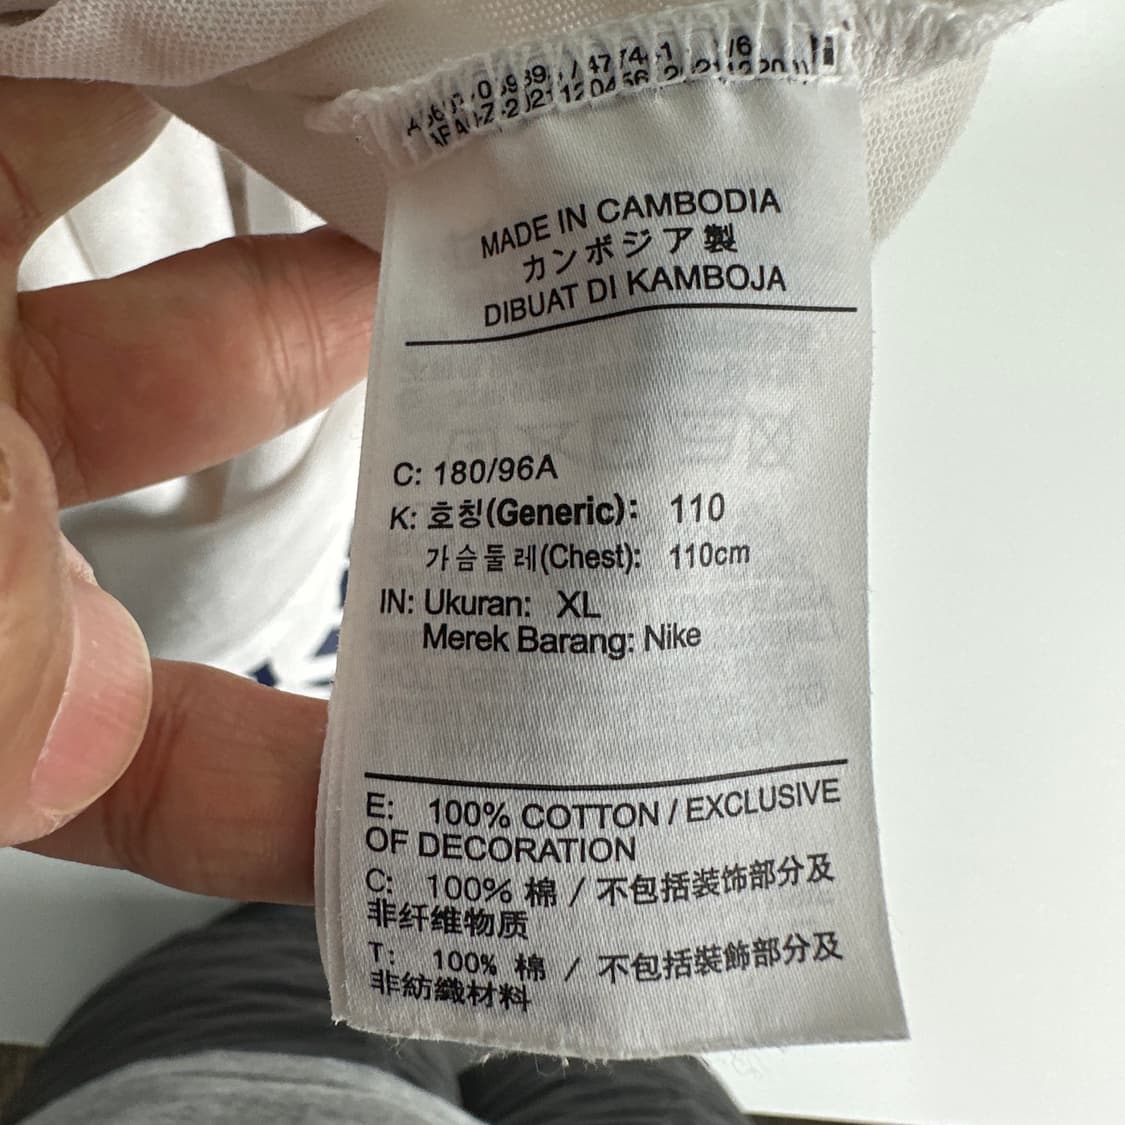 MADE IN CAMBODIA
カンボジア製
DIBUAT DI KAMBOJA
C: 180/96A
K: 호칭(Generic): 110
가슴둘레(Chest): 110cm
IN: Ukuran: XL
Merek Barang: Nike
E: 100% COTTON / EXCLUSIVE
OF DECORATION
C: 100% 棉 / 不包括装饰部分及
非纤维物质
T: 100% 棉 / 不包括裝飾部分及
非紡織材料